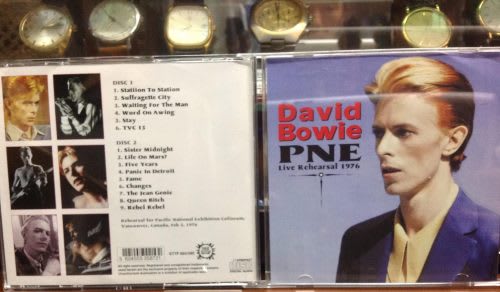 DISC 1
1. Statiion To Station
2. Suffragette City
3. Waiting For The Man
4. Word On Awing
5. Stay
6. TVC 15
DISC 2
1. Sister Midnight
2. Life On Mars?
3. Five Years
4. Panic in Detroit
5. Fame
6. Changes
7. The Jean Genie
8. Queen Bitch
9. Rebel Rebel
Rehearsal for Pacific National Exhibition Coliseum,
Vancouver, Canada. Feb 2, 1976
David
Bowie
PNE
Live Rehearsal 1976